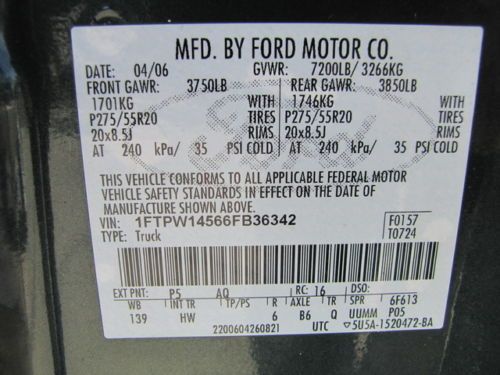 MFD. BY FORD MOTOR CO.
DATE: 04/06 GVWR: 7200LB/ 3266KG
FRONT GAWR: 3750LB REAR GAWR: 3850LB
1701KG WITH 1746KG WITH
P275/55R20 TIRES P275/55R20 TIRES
20x8.5J RIMS 20x8.5J RIMS
AT 240 kPa/ 35 PSI COLD AT 240 kPa/ 35 PSI COLD
THIS VEHICLE CONFORMS TO ALL APPLICABLE FEDERAL MOTOR
VEHICLE SAFETY STANDARDS IN EFFECT ON THE DATE OF
MANUFACTURE SHOWN ABOVE.
VIN: 1FTPW14566FB36342 F0157
TYPE: Truck T0724
EXT PNT: P5 AQ RC: 16 DSO:
WB INT TR TP/PS R AXLE TR SPR 6F613
139 HW 6 B6 Q UUMM P05
2200604260821 UTC ▽5U5A-1520472-BA
Ford